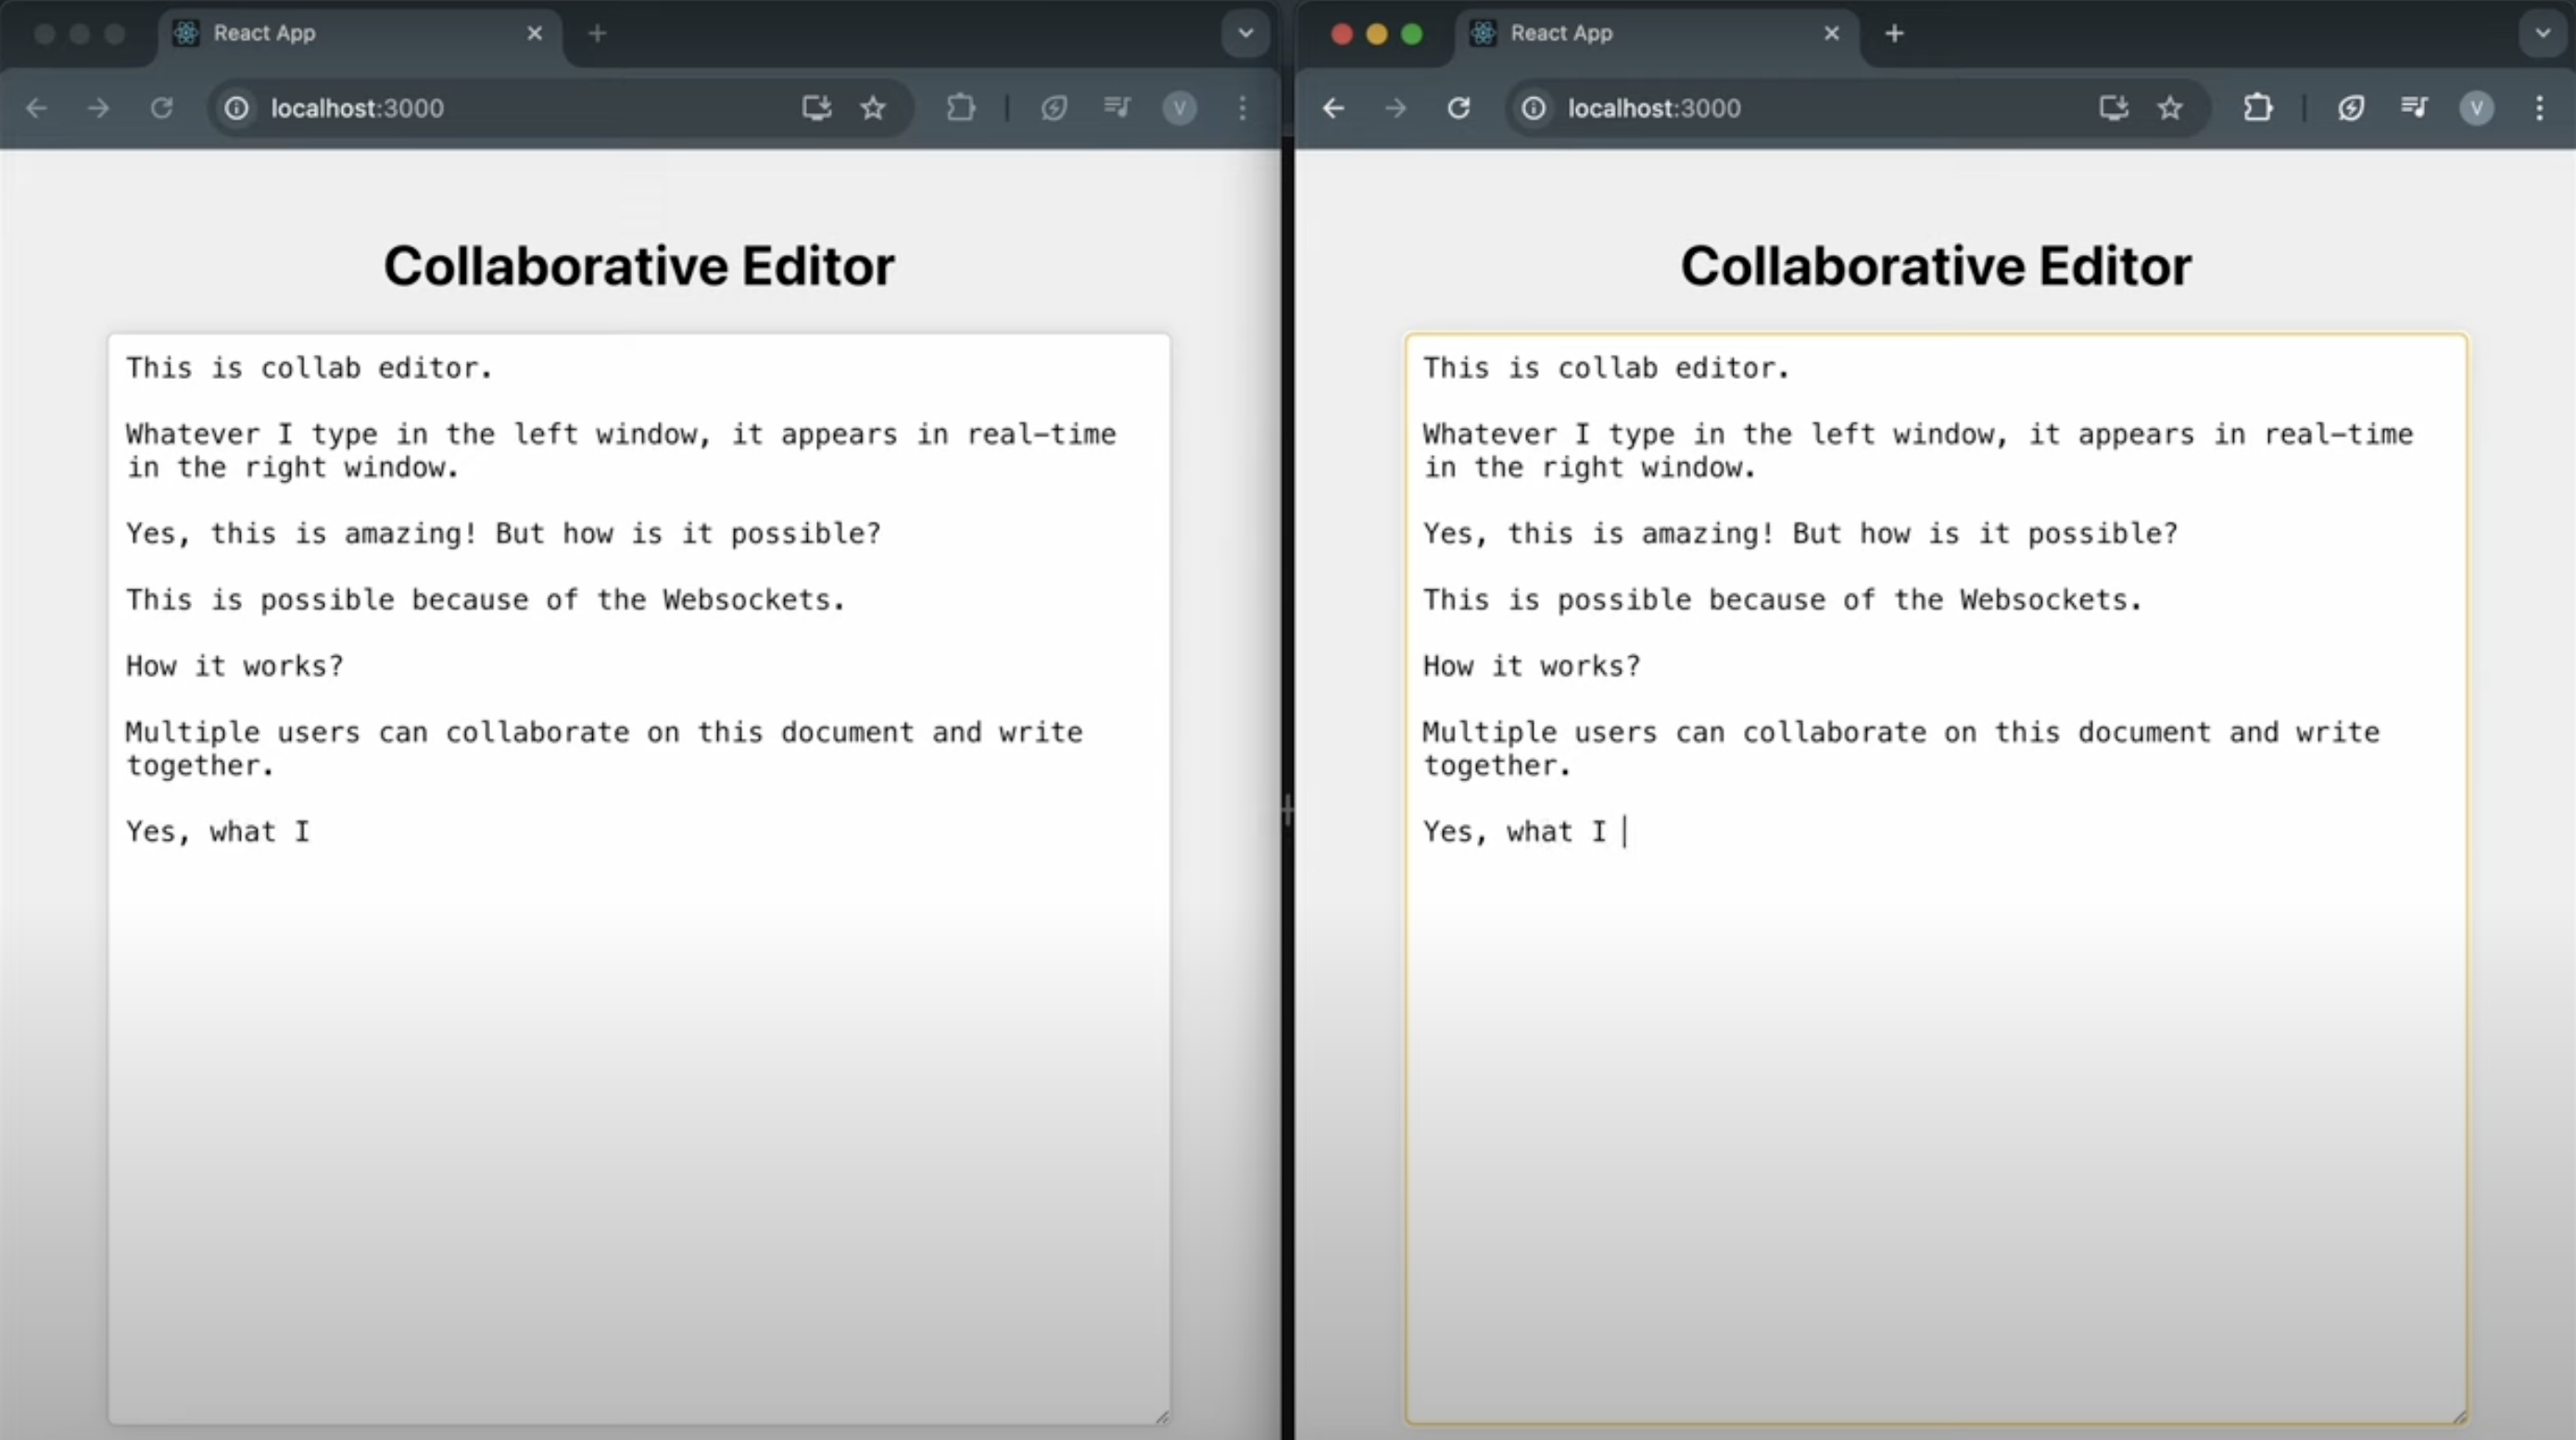 React App
localhost:3000
V
Collaborative Editor
This is collab editor.
Whatever I type in the left window, it appears in real-time
in the right window.
Yes, this is amazing! But how is it possible?
This is possible because of the Websockets.
How it works?
Multiple users can collaborate on this document and write
together.
Yes, what I
React App
localhost:3000
V
Collaborative Editor
This is collab editor.
Whatever I type in the left window, it appears in real-time
in the right window.
Yes, this is amazing! But how is it possible?
This is possible because of the Websockets.
How it works?
Multiple users can collaborate on this document and write
together.
Yes, what I